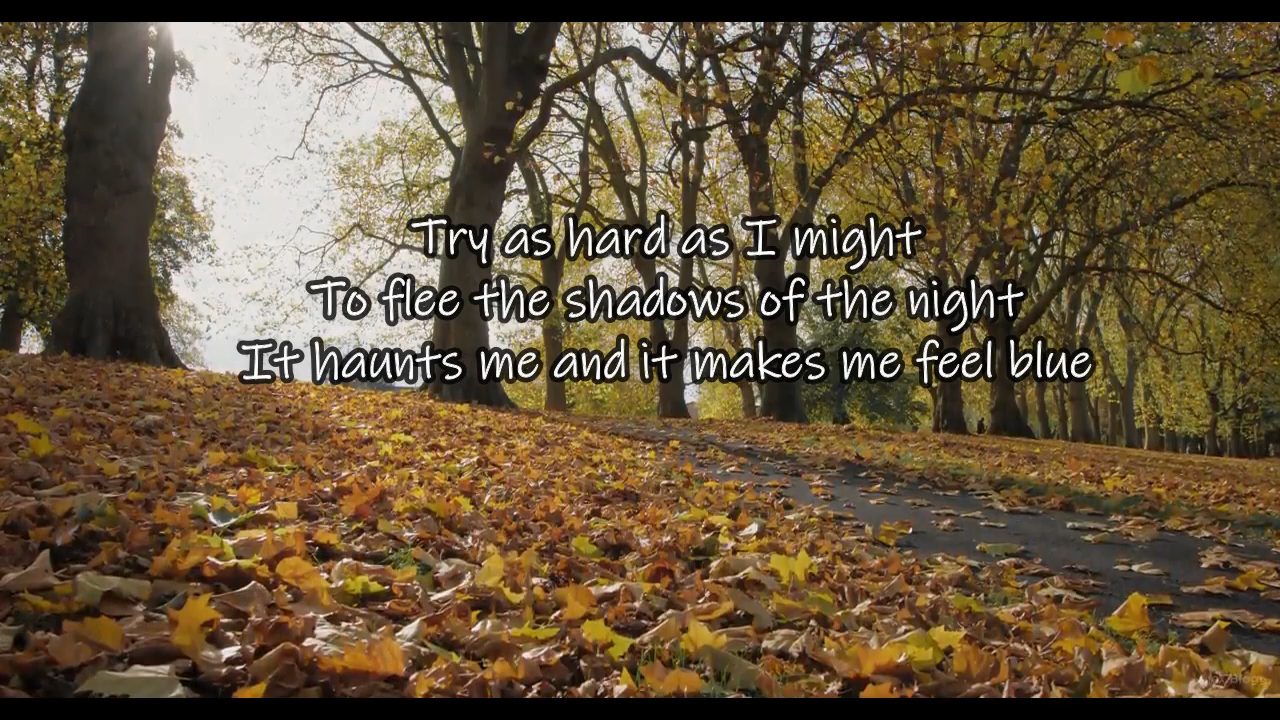 Try as hard as I might
To flee the shadows of the night
It haunts me and it makes me feel blue